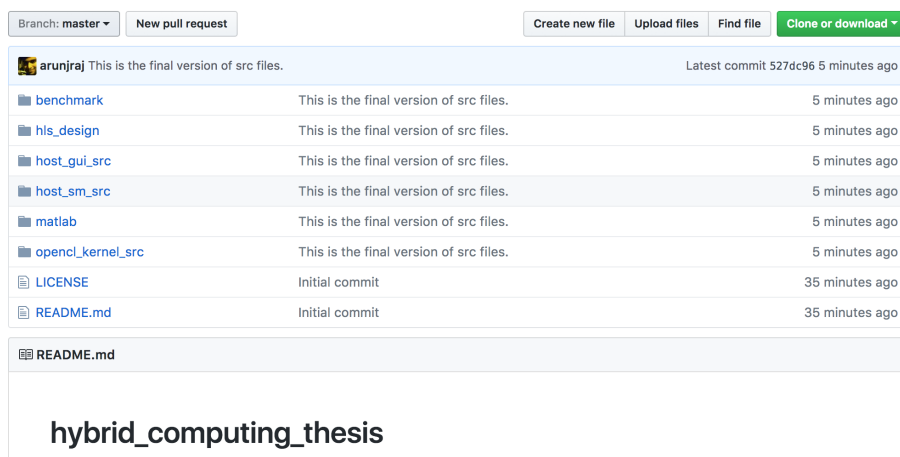 Branch: master New pull request Create new file Upload files Find file Clone or download
arunjraj This is the final version of src files. Latest commit 527dc96 5 minutes ago
benchmark This is the final version of src files. 5 minutes ago
hls_design This is the final version of src files. 5 minutes ago
host_gui_src This is the final version of src files. 5 minutes ago
host_sm_src This is the final version of src files. 5 minutes ago
matlab This is the final version of src files. 5 minutes ago
opencl_kernel_src This is the final version of src files. 5 minutes ago
LICENSE Initial commit 35 minutes ago
README.md Initial commit 35 minutes ago
README.md
hybrid_computing_thesis